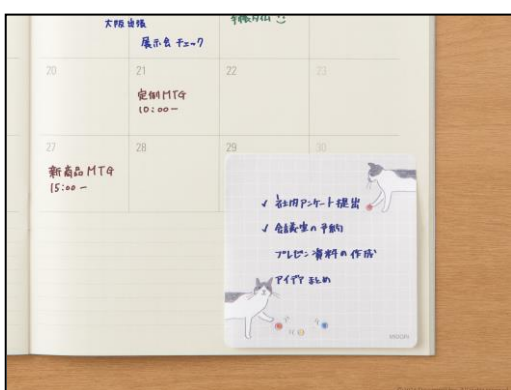 大阪出張
展示会 チェック
20
21
22
23
定例MTG
10:00-
27
28
29
30
新商品MTG
15:00-
✓ 社内アンケート提出
✓ 会議室の予約
プレゼン資料の作成
アイデア まとめ
MIDORI